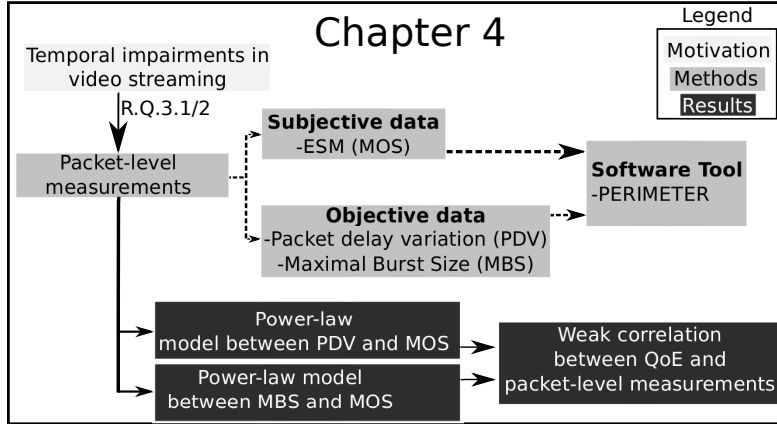 Chapter 4
Legend
Motivation
Methods
Results
Temporal impairments in
video streaming
R.Q.3.1/2
Packet-level
measurements
Subjective data
-ESM (MOS)
Objective data
-Packet delay variation (PDV)
-Maximal Burst Size (MBS)
Software Tool
-PERIMETER
Power-law
model between PDV and MOS
Power-law model
between MBS and MOS
Weak correlation
between QoE and
packet-level measurements